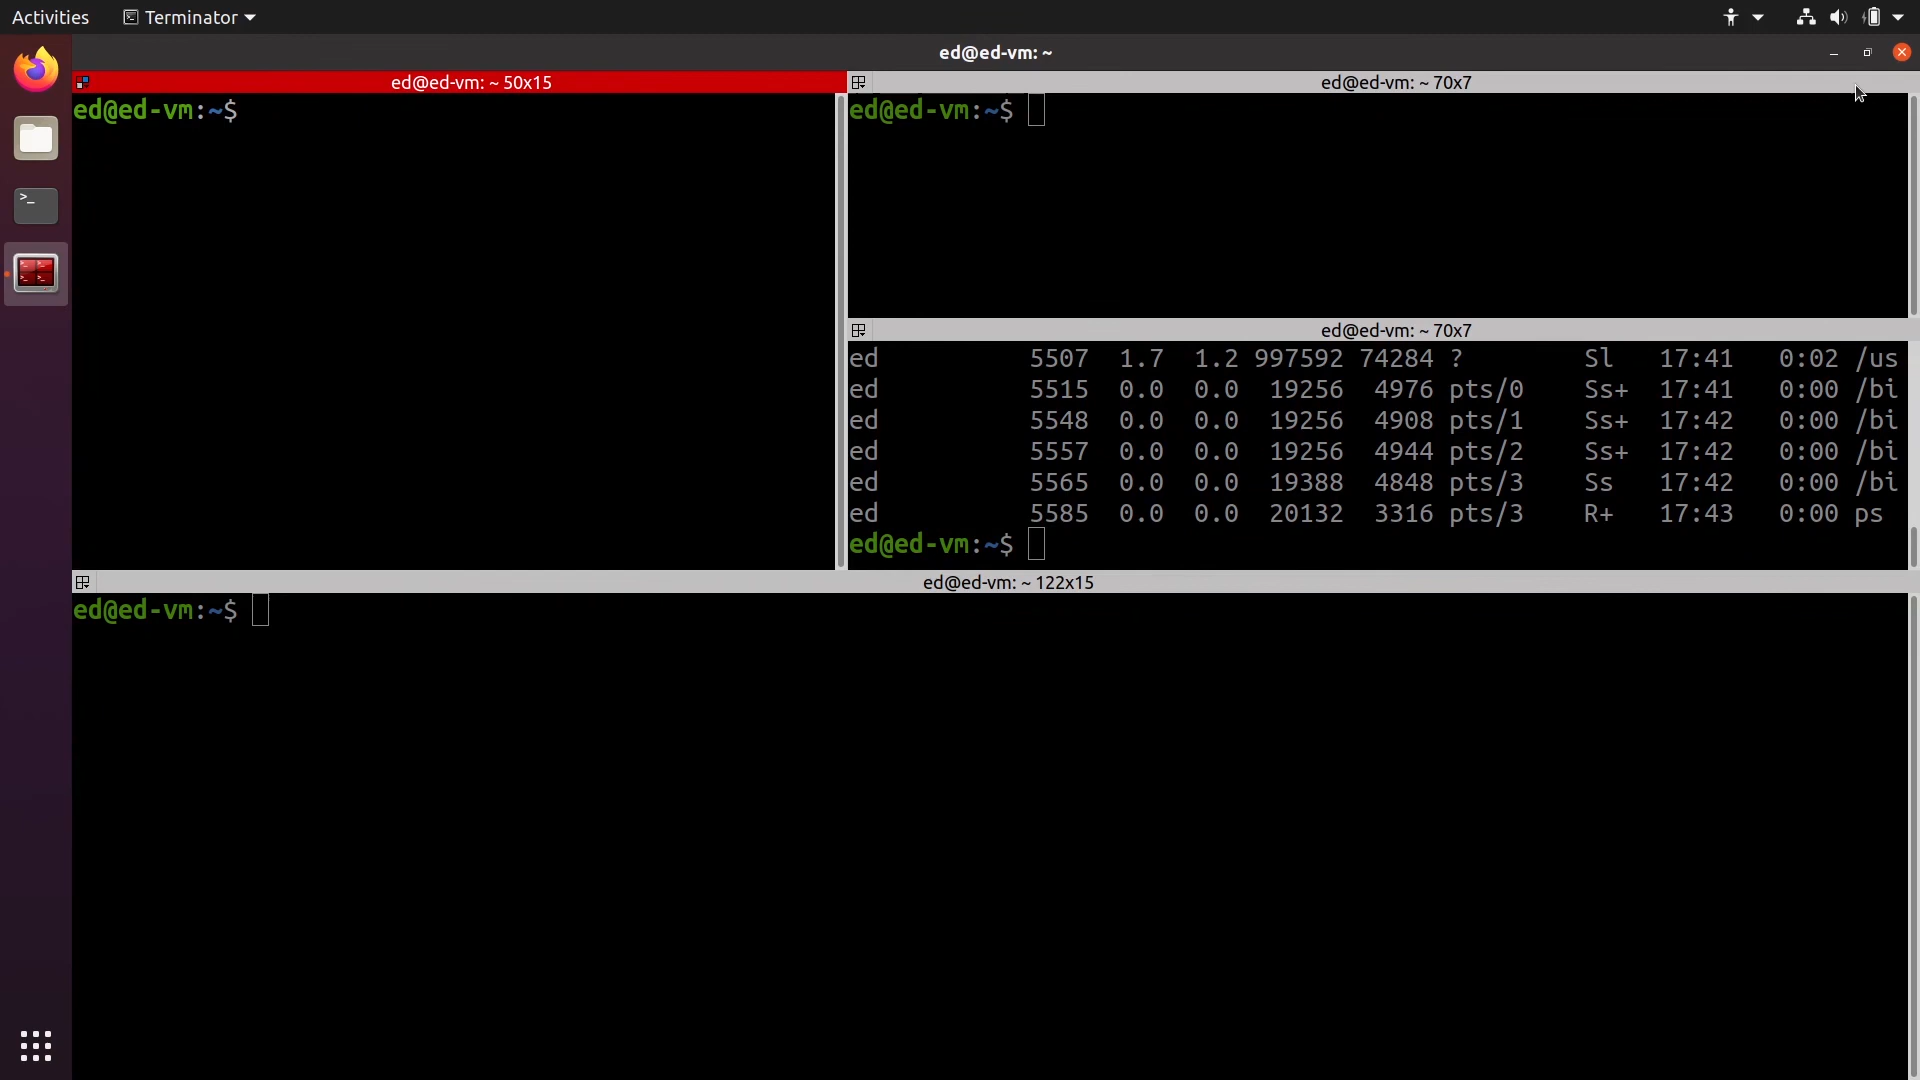 Activities Terminator
ed@ed-vm: ~
ed@ed-vm: ~ 50x15
ed@ed-vm:~$
ed@ed-vm: ~ 70x7
ed@ed-vm:~$
ed@ed-vm: ~ 70x7
ed 5507 1.7 1.2 997592 74284 ? Sl 17:41 0:02 /us
ed 5515 0.0 0.0 19256 4976 pts/0 Ss+ 17:41 0:00 /bi
ed 5548 0.0 0.0 19256 4908 pts/1 Ss+ 17:42 0:00 /bi
ed 5557 0.0 0.0 19256 4944 pts/2 Ss+ 17:42 0:00 /bi
ed 5565 0.0 0.0 19388 4848 pts/3 Ss 17:42 0:00 /bi
ed 5585 0.0 0.0 20132 3316 pts/3 R+ 17:43 0:00 ps
ed@ed-vm:~$
ed@ed-vm: ~ 122x15
ed@ed-vm:~$